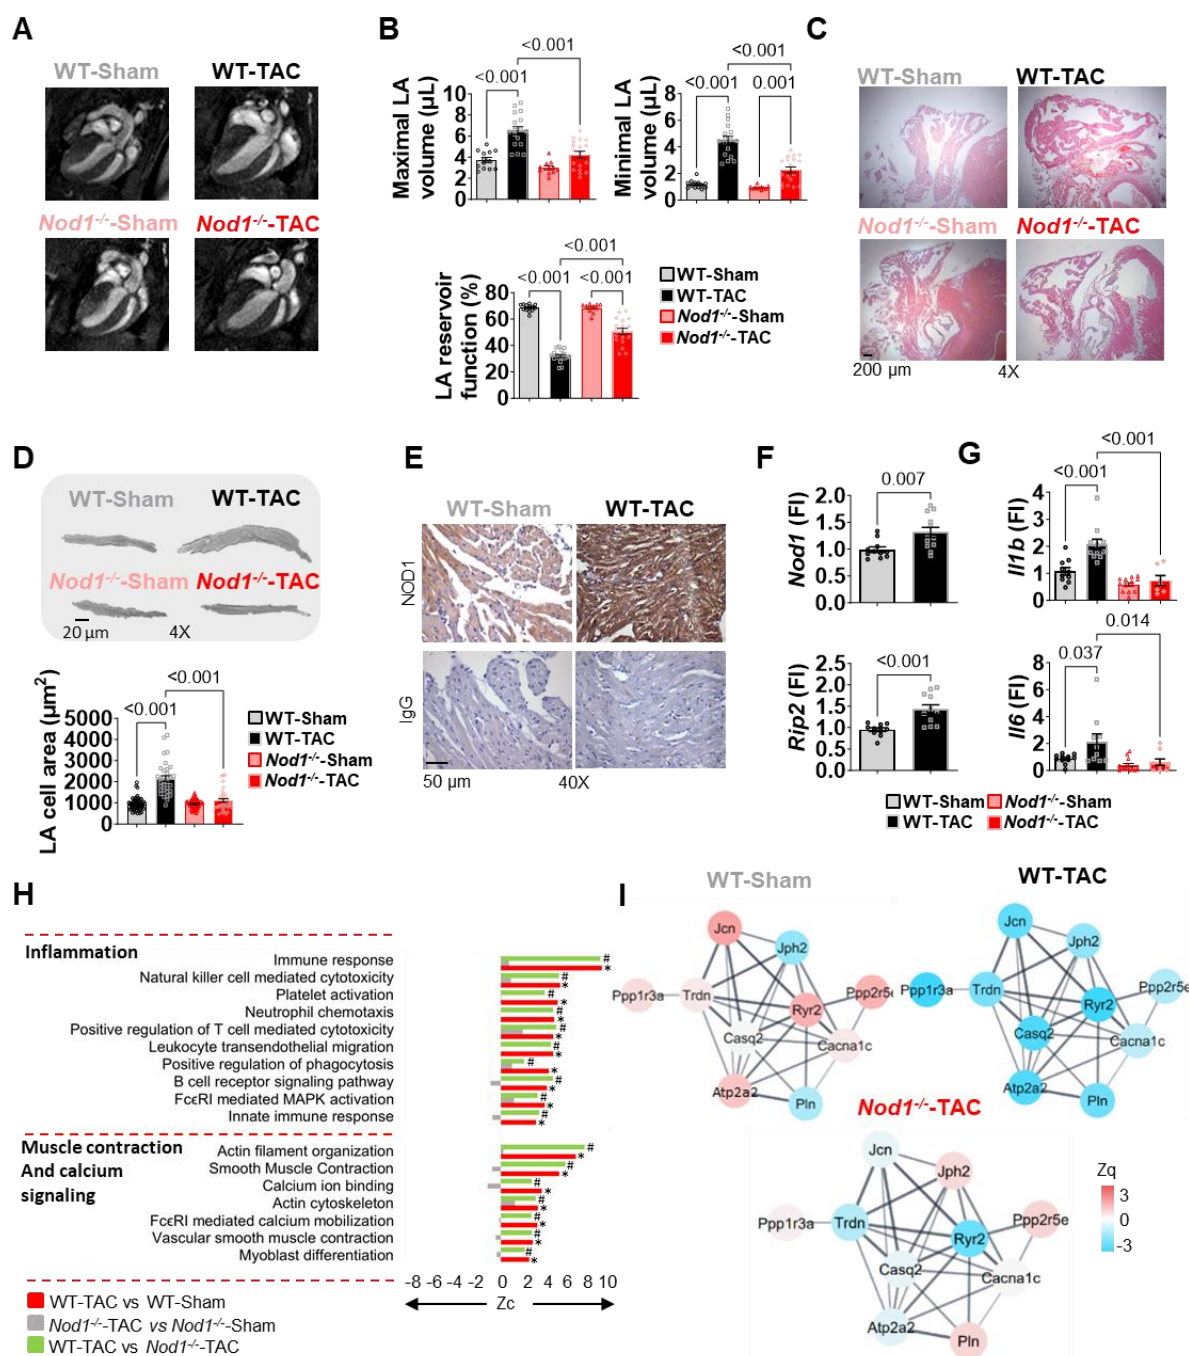 A
WT-Sham
WT-TAC
Nod1-/--Sham
Nod1-/--TAC
B
<0.001
<0.001
Maximal LA
volume (µL)
10
8
6
4
2
0
<0.001
<0.001
0.001
Minimal LA
volume (µL)
10
8
6
4
2
0
<0.001
<0.001
<0.001
LA reservoir
function (%)
80
60
40
20
0
WT-Sham
WT-TAC
Nod1-/--Sham
Nod1-/--TAC
C
WT-Sham
WT-TAC
Nod1-/--Sham
Nod1-/--TAC
200 µm
4X
D
WT-Sham
WT-TAC
Nod1-/--Sham
Nod1-/--TAC
20 µm
4X
<0.001
<0.001
LA cell area (µm2)
5000
4000
3000
2000
1000
0
WT-Sham
WT-TAC
Nod1-/--Sham
Nod1-/--TAC
E
WT-Sham
WT-TAC
NOD1
IgG
50 µm
40X
F
0.007
Nod1 (FI)
2.0
1.5
1.0
0.5
0.0
<0.001
Rip2 (FI)
2.5
2.0
1.5
1.0
0.5
0.0
G
<0.001
<0.001
Il1b (FI)
4
3
2
1
0
0.014
0.037
Il6 (FI)
8
6
4
2
0
WT-Sham
Nod1-/--Sham
WT-TAC
Nod1-/--TAC
H
Inflammation
Immune response
#
*
Natural killer cell mediated cytotoxicity
#
*
Platelet activation
#
*
Neutrophil chemotaxis
#
*
Positive regulation of T cell mediated cytotoxicity
#
*
Leukocyte transendothelial migration
#
*
Positive regulation of phagocytosis
#
*
B cell receptor signaling pathway
#
*
FcεRI mediated MAPK activation
#
*
Innate immune response
#
*
Muscle contraction
And calcium
signaling
Actin filament organization
#
*
Smooth Muscle Contraction
#
*
Calcium ion binding
#
*
Actin cytoskeleton
#
*
FcεRI mediated calcium mobilization
#
*
Vascular smooth muscle contraction
#
*
Myoblast differentiation
#
*
-8 -6 -4 -2 0 2 4 6 8 10
Zc
WT-TAC vs WT-Sham
Nod1-/--TAC vs Nod1-/--Sham
WT-TAC vs Nod1-/--TAC
I
WT-Sham
Jcn
Jph2
Ppp1r3a
Trdn
Ppp2r5e
Ryr2
Casq2
Cacna1c
Atp2a2
Pln
WT-TAC
Jcn
Jph2
Ppp1r3a
Trdn
Ppp2r5e
Ryr2
Casq2
Cacna1c
Atp2a2
Pln
Nod1-/--TAC
Jcn
Jph2
Ppp1r3a
Trdn
Ppp2r5e
Ryr2
Casq2
Cacna1c
Atp2a2
Pln
Zq
3
0
-3